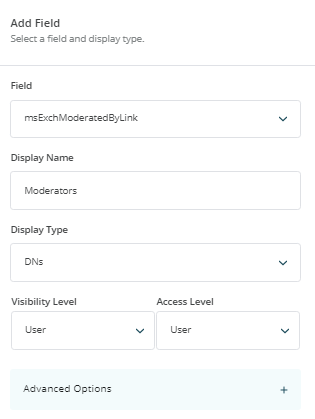 Add Field
Select a field and display type.
Field
msExchModeratedByLink
Display Name
Moderators
Display Type
DNs
Visibility Level Access Level
User User
Advanced Options +